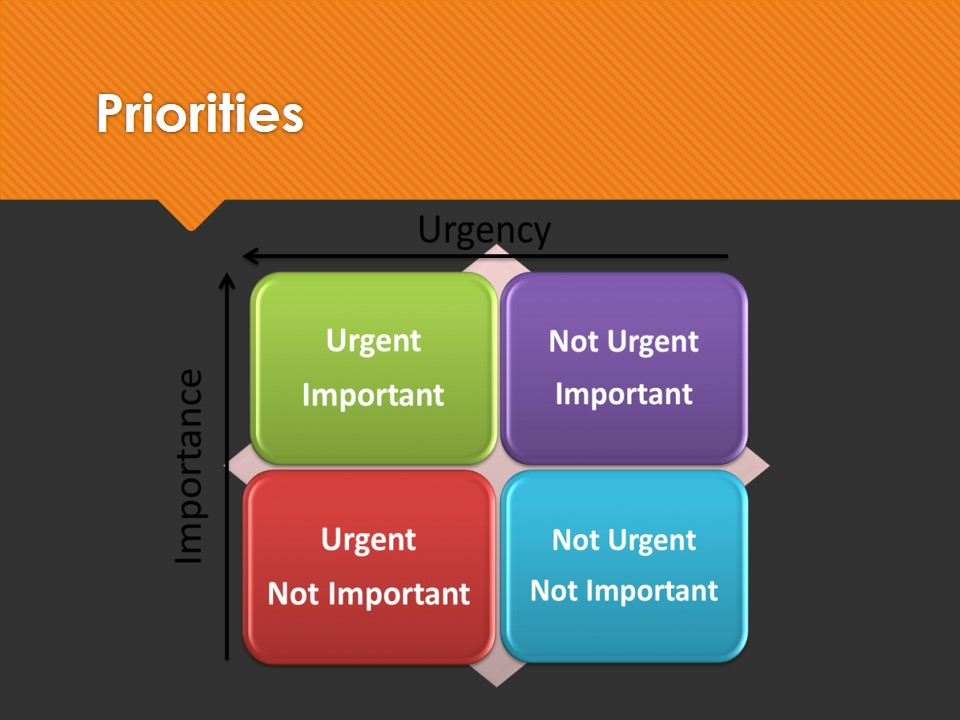 Priorities
Urgency
Importance
Urgent
Important
Not Urgent
Important
Urgent
Not Important
Not Urgent
Not Important